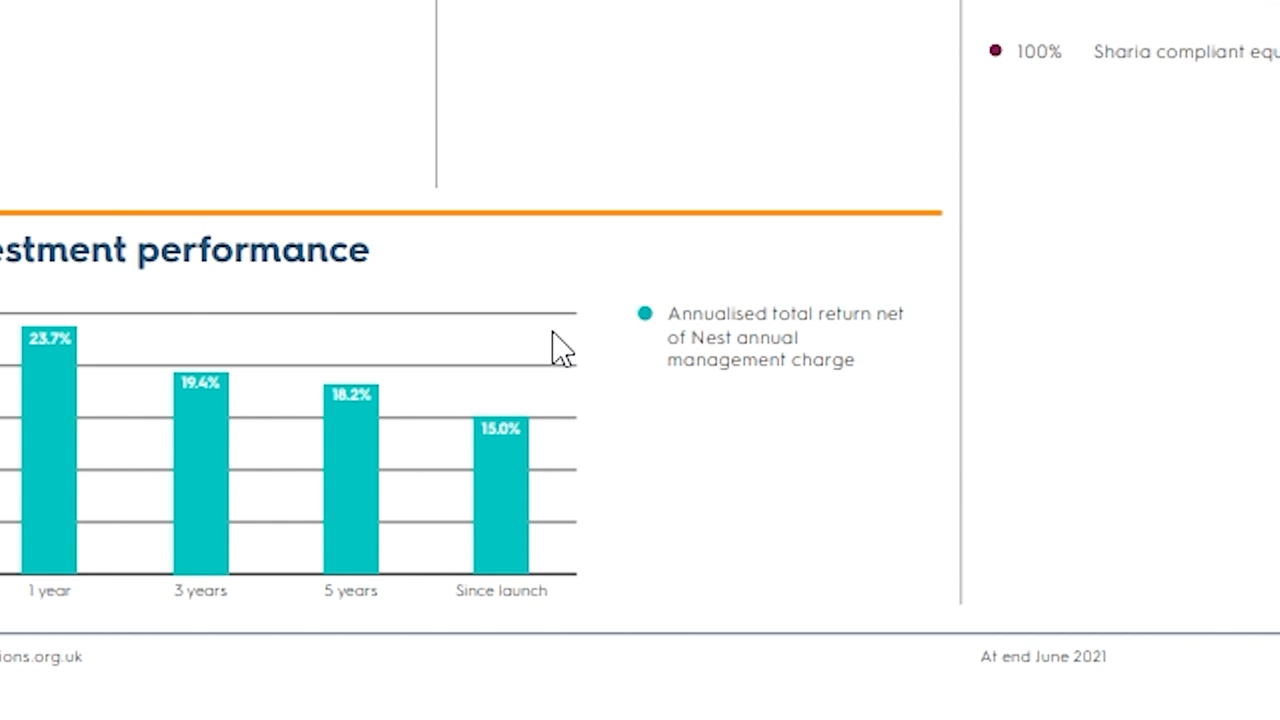 100% Sharia compliant equ
estment performance
Annualised total return net
of Nest annual
management charge
23.7%
19.4%
18.2%
15.0%
1 year
3 years
5 years
Since launch
ions.org.uk
At end June 2021